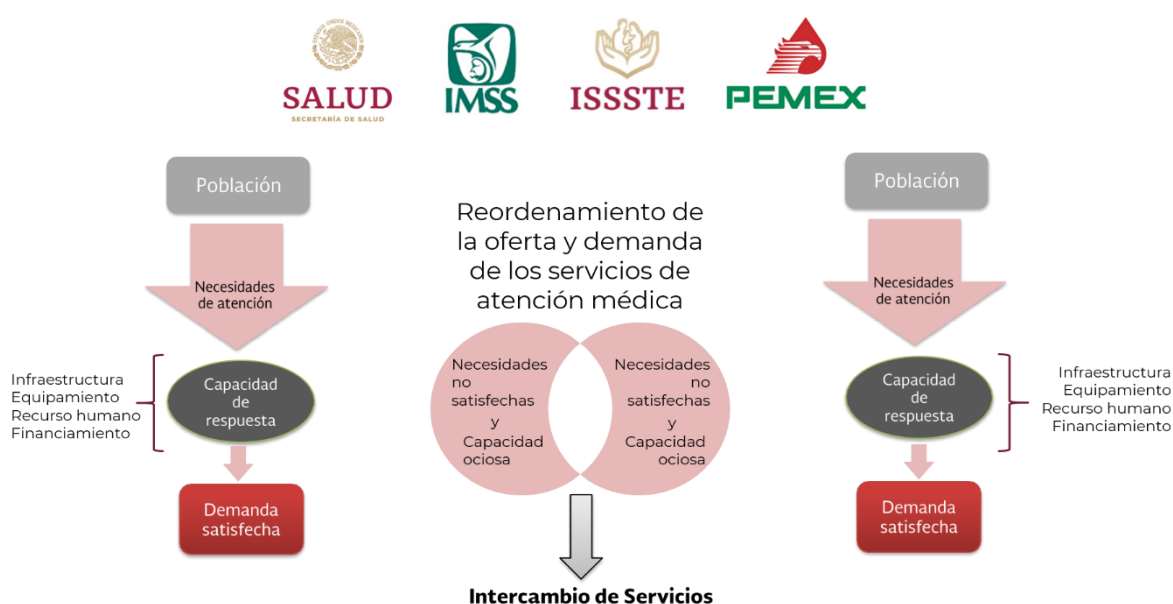 SALUD
SECRETARÍA DE SALUD
IMSS
ISSSTE
PEMEX
Población
Necesidades
de atención
Infraestructura
Equipamiento
Recurso humano
Financiamiento
Capacidad
de
respuesta
Demanda
satisfecha
Reordenamiento de
la oferta y demanda
de los servicios de
atención médica
Necesidades
no
satisfechas
y
Capacidad
ociosa
Necesidades
no
satisfechas
y
Capacidad
ociosa
Intercambio de Servicios
Población
Necesidades
de atención
Capacidad
de
respuesta
Infraestructura
Equipamiento
Recurso humano
Financiamiento
Demanda
satisfecha